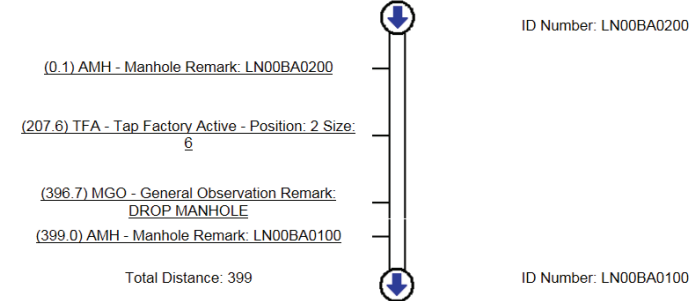 ID Number: LN00BA0200
(0.1) AMH - Manhole Remark: LN00BA0200
(207.6) TFA - Tap Factory Active - Position: 2 Size:
6
(396.7) MGO - General Observation Remark:
DROP MANHOLE
(399.0) AMH - Manhole Remark: LN00BA0100
Total Distance: 399
ID Number: LN00BA0100